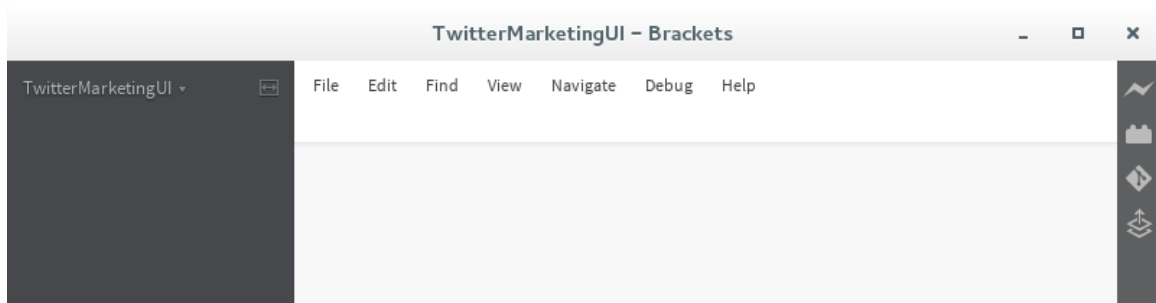 TwitterMarketingUI – Brackets
TwitterMarketingUI
File Edit Find View Navigate Debug Help